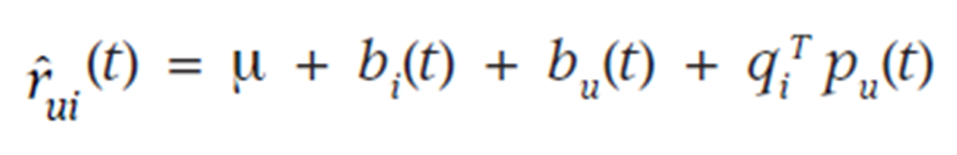 r̂ui(t) = μ + bi(t) + bu(t) + qiT pu(t)